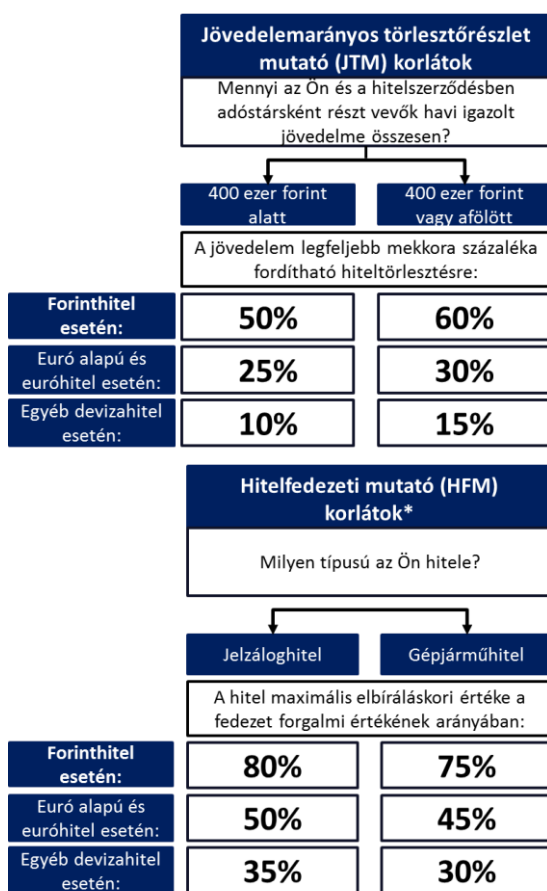 Jövedelemarányos törlesztőrészlet
mutató (JTM) korlátok
Mennyi az Ön és a hitelszerződésben
adóstársként részt vevők havi igazolt
jövedelme összesen?
400 ezer forint
alatt
400 ezer forint
vagy afölött
A jövedelem legfeljebb mekkora százaléka
fordítható hiteltörlesztésre:
Forinthitel
esetén:
50%
60%
Euró alapú és
euróhitel esetén:
25%
30%
Egyéb devizahitel
esetén:
10%
15%
Hitelfedezeti mutató (HFM)
korlátok*
Milyen típusú az Ön hitele?
Jelzáloghitel
Gépjárműhitel
A hitel maximális elbíráláskori értéke a
fedezet forgalmi értékének arányában:
Forinthitel
esetén:
80%
75%
Euró alapú és
euróhitel esetén:
50%
45%
Egyéb devizahitel
esetén:
35%
30%